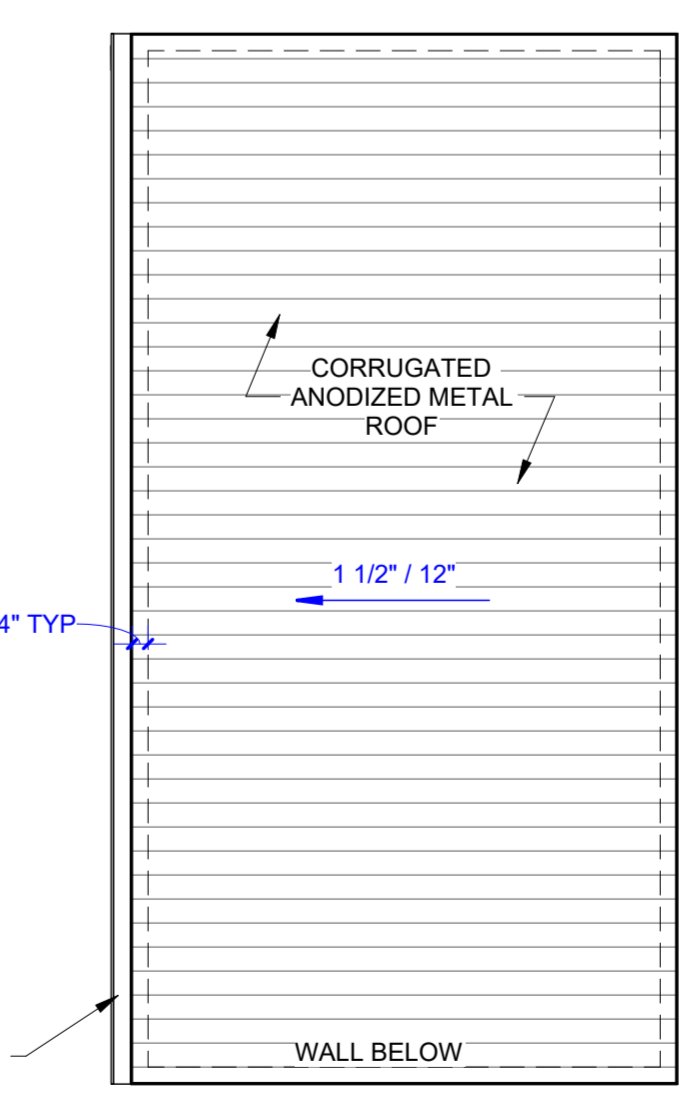 CORRUGATED
ANODIZED METAL
ROOF
1 1/2" / 12"
4" TYP
WALL BELOW